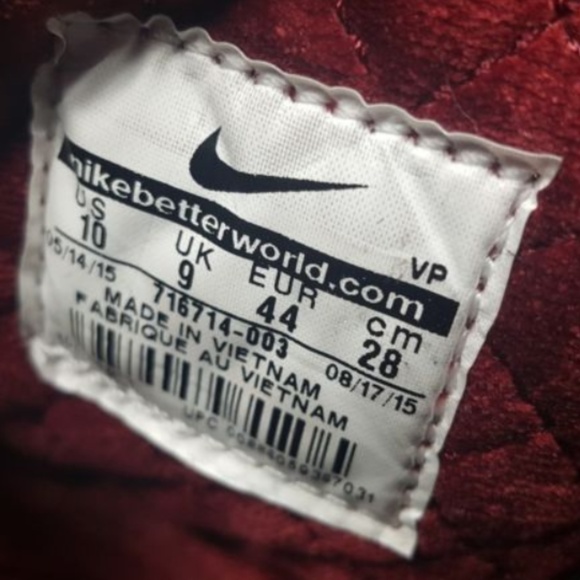 VP
nikebetterworld.com
US UK EUR cm
10 9 44 28
05/14/15 716714-003 08/17/15
MADE IN VIETNAM
FABRIQUE AU VIETNAM
UPC